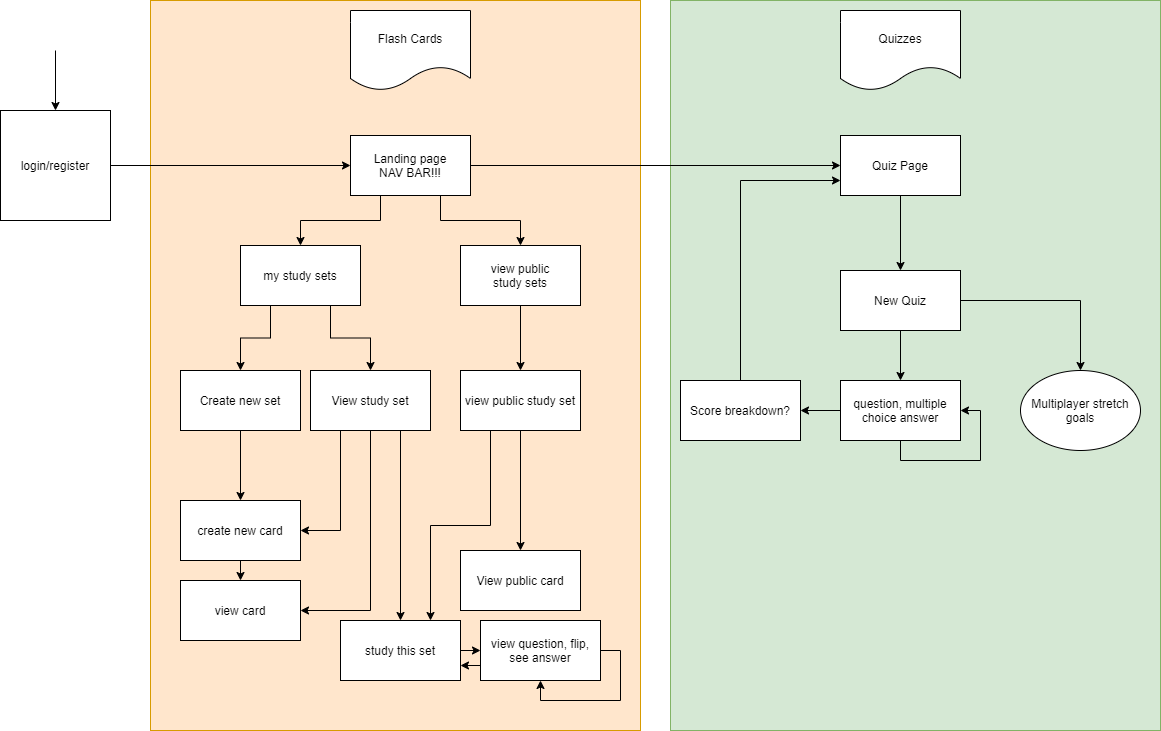 Flash Cards
Quizzes
login/register
Landing page
NAV BAR!!!
Quiz Page
my study sets
view public
study sets
New Quiz
Create new set
View study set
view public study set
Score breakdown?
question, multiple
choice answer
Multiplayer stretch
goals
create new card
View public card
view card
study this set
view question, flip,
see answer